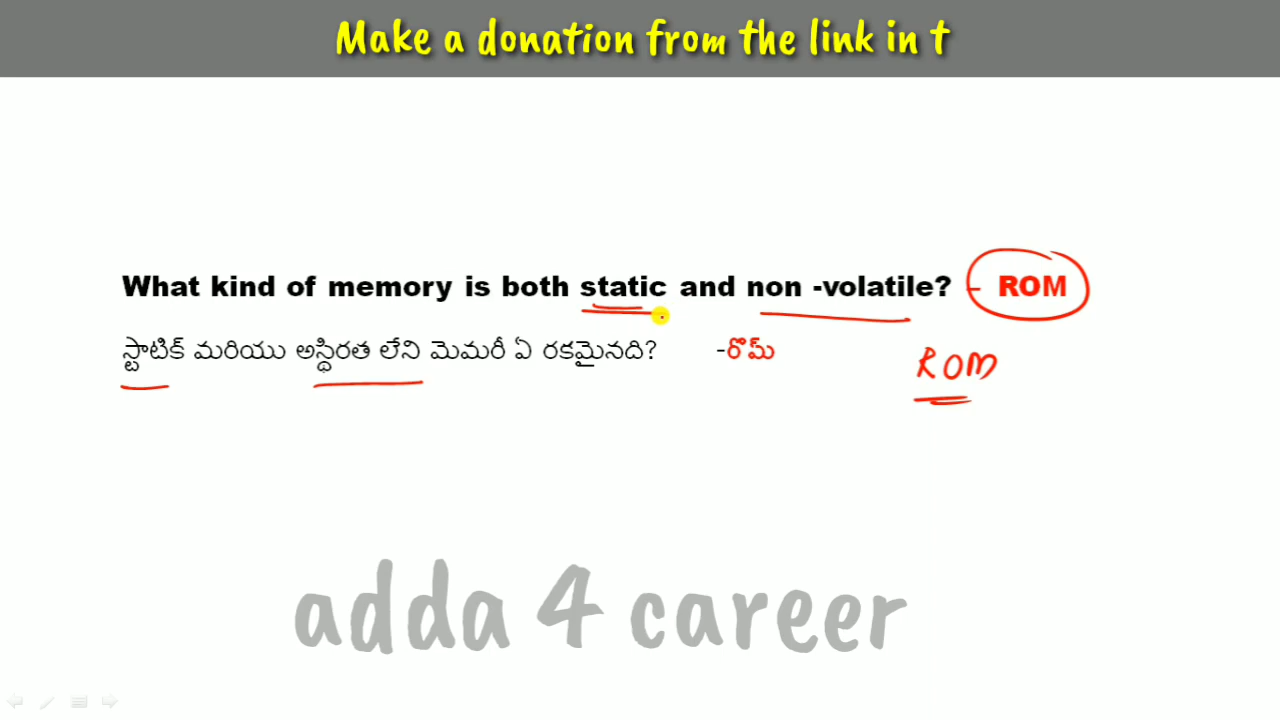 Make a donation from the link in t
What kind of memory is both static and non -volatile? - ROM
స్టాటిక్ మరియు అస్థిరత లేని మెమరీ ఏ రకమైనది? -రొమ్
ROM
adda 4 career